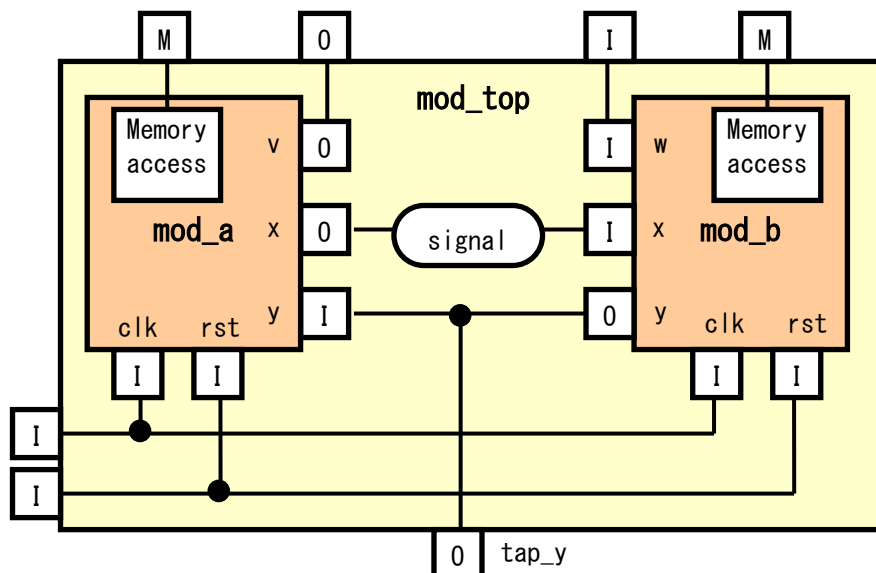 M O I M
mod_top
Memory
access
v O I w
Memory
access
mod_a x O signal I x mod_b
y I O y
clk rst
clk rst
I I I I
I
I
O tap_y